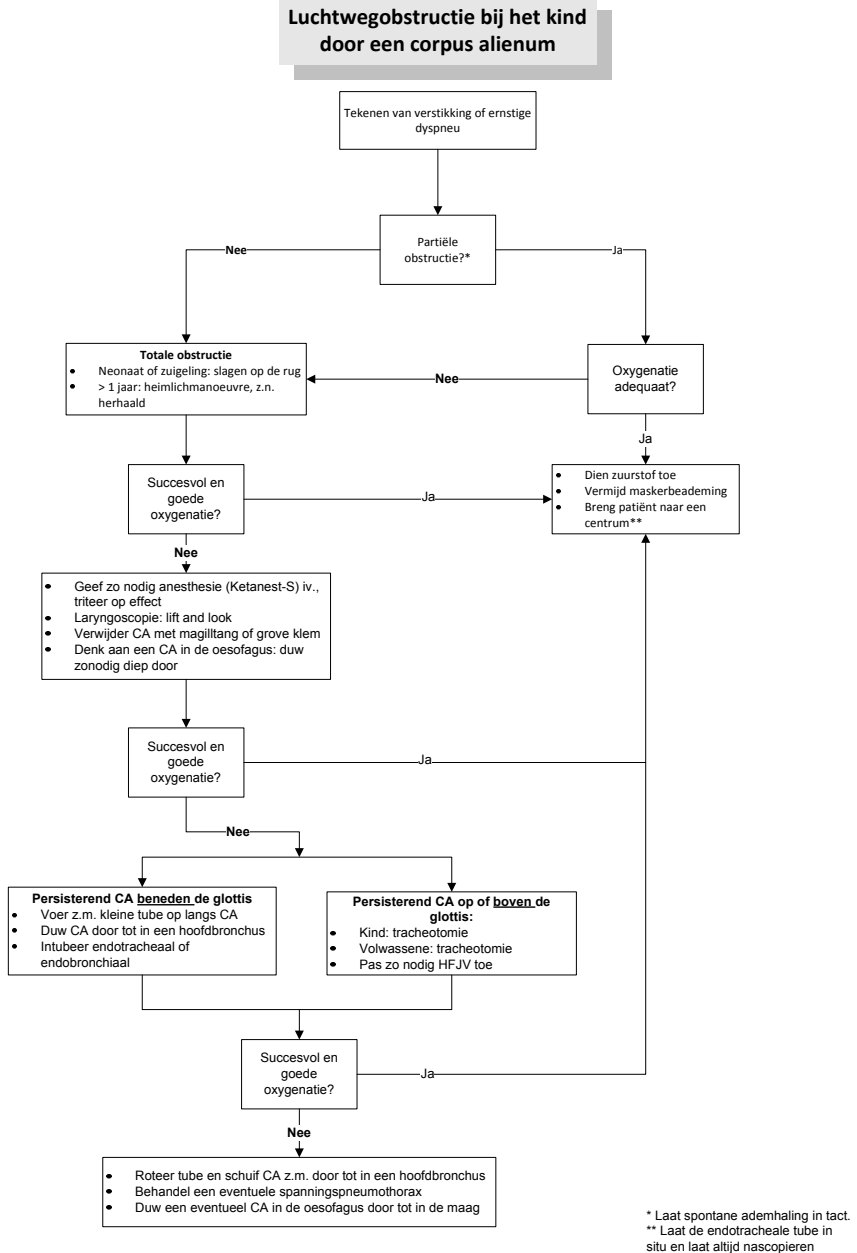 Luchtwegobstructie bij het kind
door een corpus alienum
Tekenen van verstikking of ernstige
dyspneu
Partiële
obstructie?*
Nee
Ja
Totale obstructie
• Neonaat of zuigeling: slagen op de rug
• > 1 jaar: heimlichmanoeuvre, z.n.
herhaald
Nee
Oxygenatie
adequaat?
Ja
Succesvol en
goede
oxygenatie?
Ja
• Dien zuurstof toe
• Vermijd maskerbeademing
• Breng patiënt naar een
centrum**
Nee
• Geef zo nodig anesthesie (Ketanest-S) iv.,
tritreer op effect
• Laryngoscopie: lift and look
• Verwijder CA met magilltang of grove klem
• Denk aan een CA in de oesofagus: duw
zonodig diep door
Succesvol en
goede
oxygenatie?
Ja
Nee
Persisterend CA beneden de glottis
• Voer z.m. kleine tube op langs CA
• Duw CA door tot in een hoofdbronchus
• Intubeer endotracheaal of
endobronchiaal
Persisterend CA op of boven de
glottis:
• Kind: tracheotomie
• Volwassene: tracheotomie
• Pas zo nodig HFJV toe
Succesvol en
goede
oxygenatie?
Ja
Nee
• Roteer tube en schuif CA z.m. door tot in een hoofdbronchus
• Behandel een eventuele spanningspneumothorax
• Duw een eventueel CA in de oesofagus door tot in de maag
* Laat spontane ademhaling in tact.
** Laat de endotracheale tube in
situ en laat altijd nascopieren